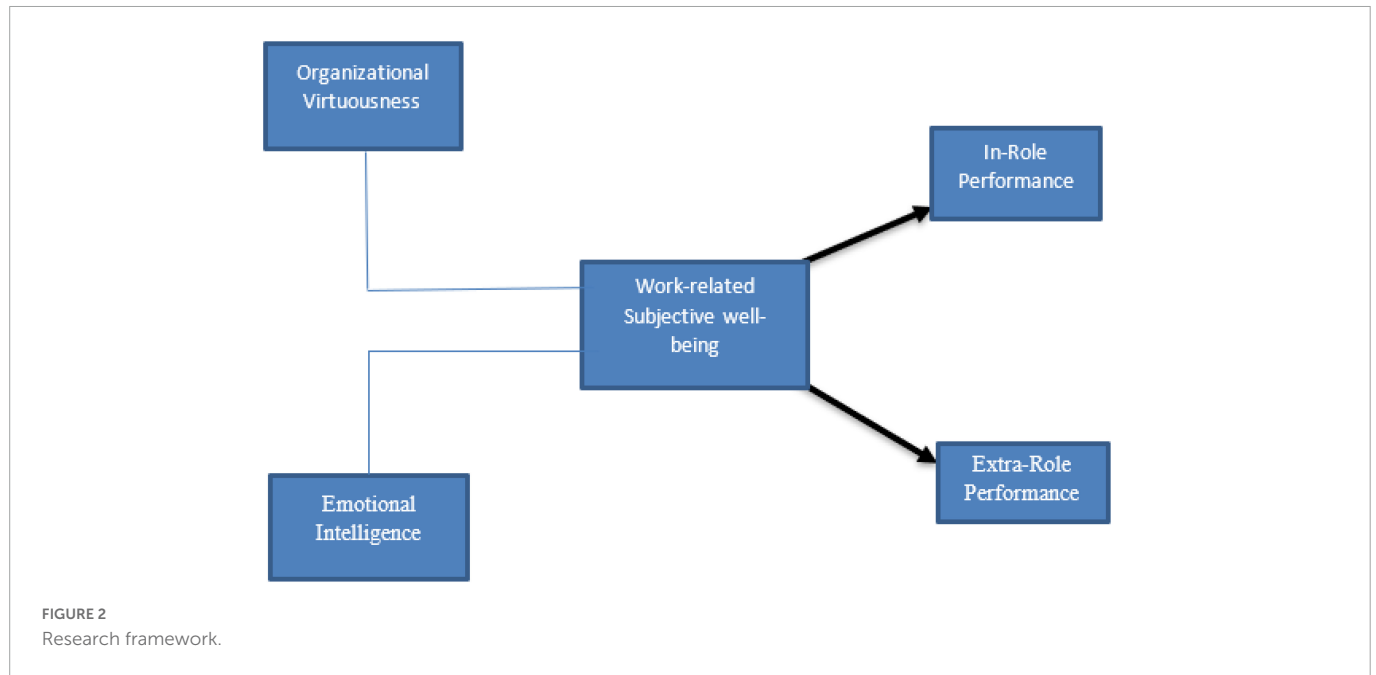 Organizational
Virtuousness
In-Role
Performance
Work-related
Subjective well-
being
Extra-Role
Performance
Emotional
Intelligence
FIGURE 2
Research framework.